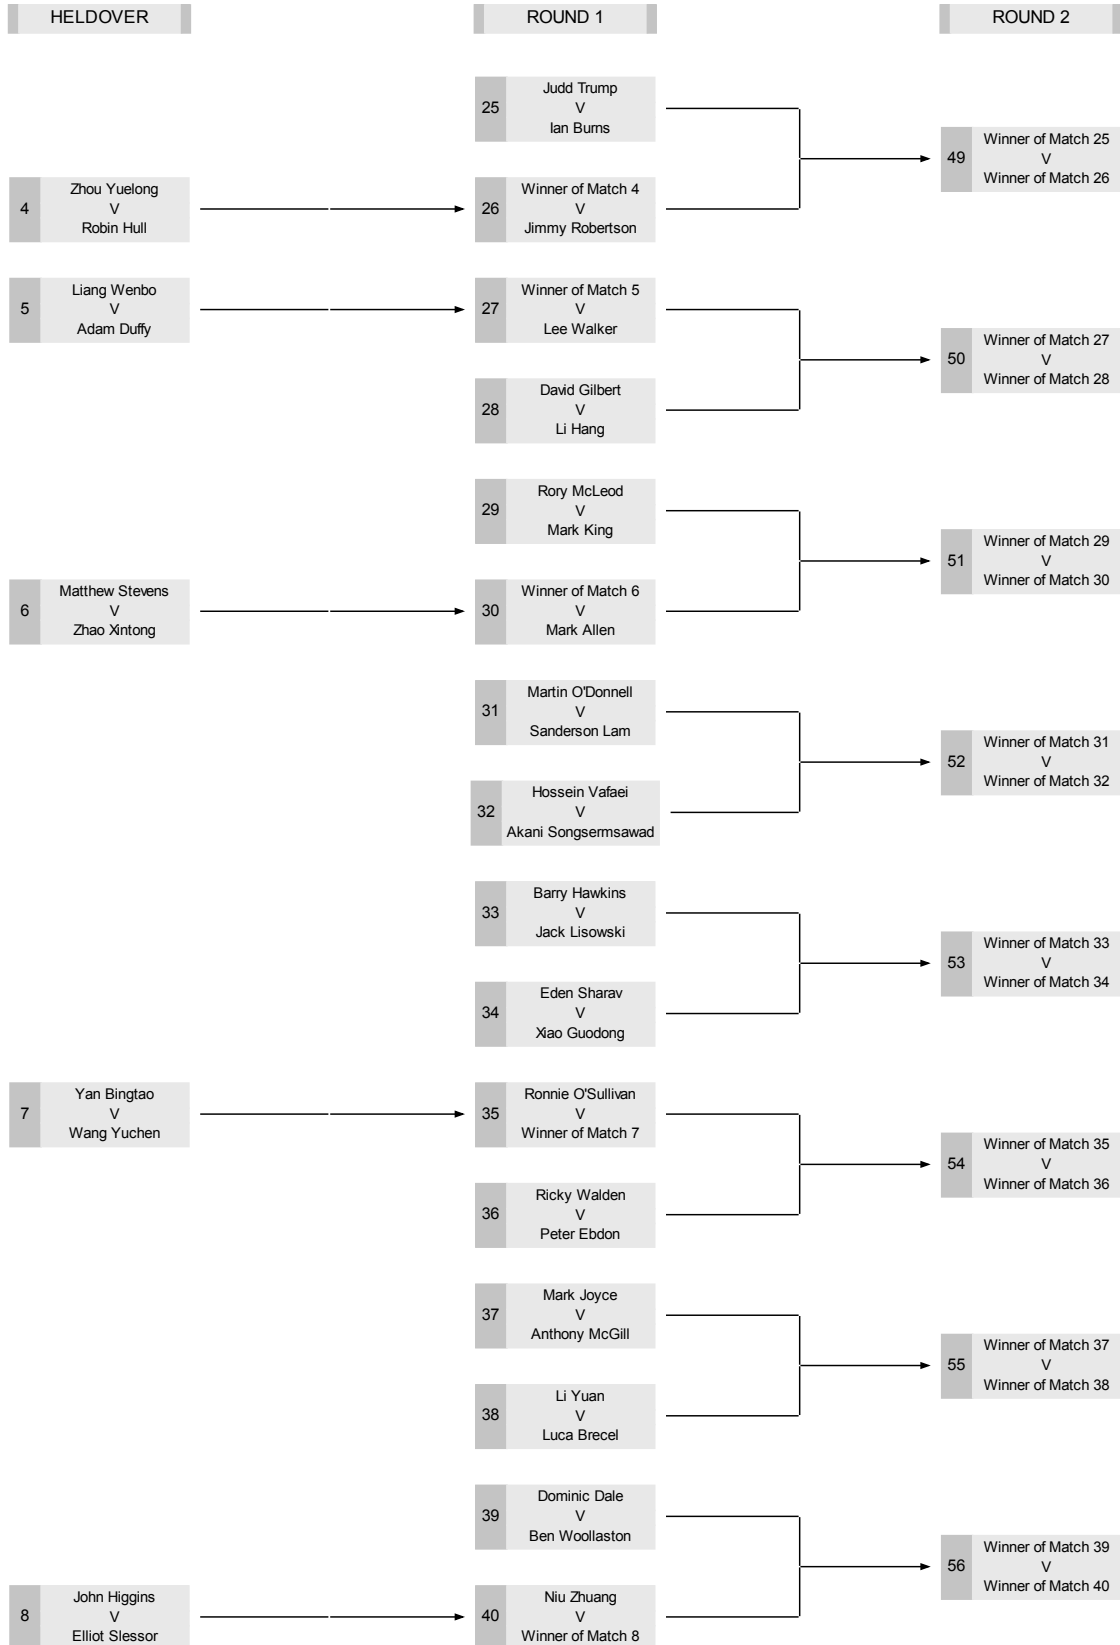 HELDOVER
ROUND 1
ROUND 2
25
Judd Trump
V
Ian Burns
49
Winner of Match 25
V
Winner of Match 26
4
Zhou Yuelong
V
Robin Hull
26
Winner of Match 4
V
Jimmy Robertson
5
Liang Wenbo
V
Adam Duffy
27
Winner of Match 5
V
Lee Walker
50
Winner of Match 27
V
Winner of Match 28
28
David Gilbert
V
Li Hang
29
Rory McLeod
V
Mark King
51
Winner of Match 29
V
Winner of Match 30
6
Matthew Stevens
V
Zhao Xintong
30
Winner of Match 6
V
Mark Allen
31
Martin O'Donnell
V
Sanderson Lam
52
Winner of Match 31
V
Winner of Match 32
32
Hossein Vafaei
V
Akani Songsermsawad
33
Barry Hawkins
V
Jack Lisowski
53
Winner of Match 33
V
Winner of Match 34
34
Eden Sharav
V
Xiao Guodong
7
Yan Bingtao
V
Wang Yuchen
35
Ronnie O'Sullivan
V
Winner of Match 7
54
Winner of Match 35
V
Winner of Match 36
36
Ricky Walden
V
Peter Ebdon
37
Mark Joyce
V
Anthony McGill
55
Winner of Match 37
V
Winner of Match 38
38
Li Yuan
V
Luca Brecel
39
Dominic Dale
V
Ben Woollaston
56
Winner of Match 39
V
Winner of Match 40
8
John Higgins
V
Elliot Slessor
40
Niu Zhuang
V
Winner of Match 8